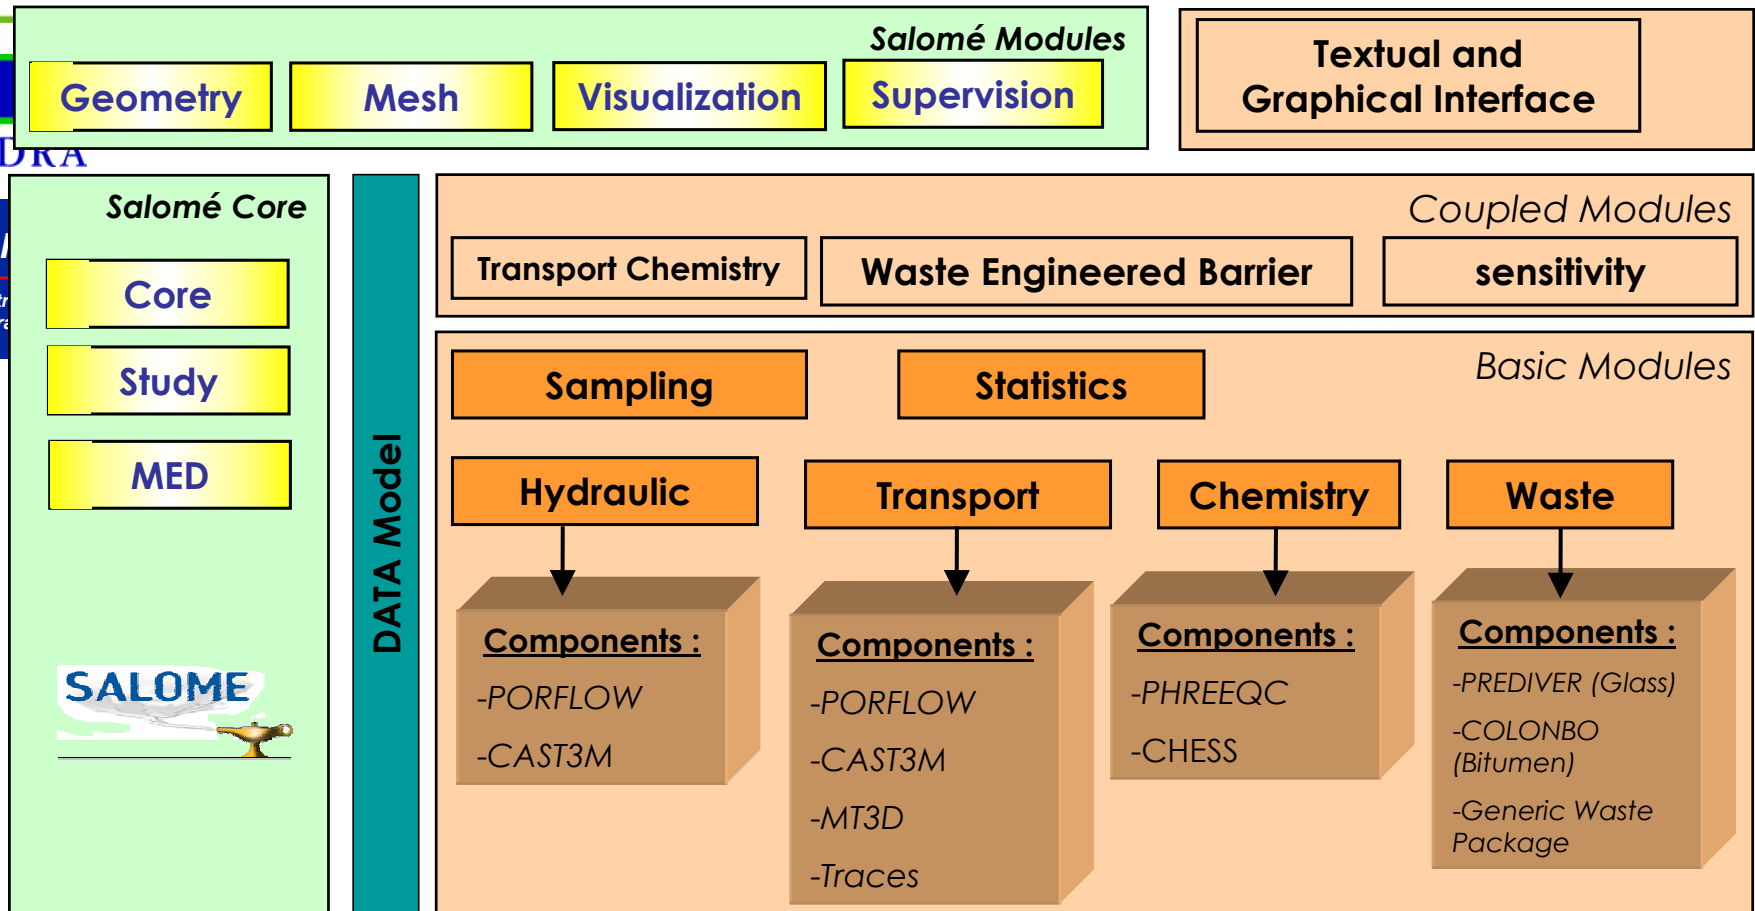 Salomé Modules
Geometry
Mesh
Visualization
Supervision
Textual and
Graphical Interface
DRA
Salomé Core
Core
Study
MED
SALOME
DATA Model
Coupled Modules
Transport Chemistry
Waste Engineered Barrier
sensitivity
Basic Modules
Sampling
Statistics
Hydraulic
Transport
Chemistry
Waste
Components :
-PORFLOW
-CAST3M
Components :
-PORFLOW
-CAST3M
-MT3D
-Traces
Components :
-PHREEQC
-CHESS
Components :
-PREDIVER (Glass)
-COLONBO
(Bitumen)
-Generic Waste
Package